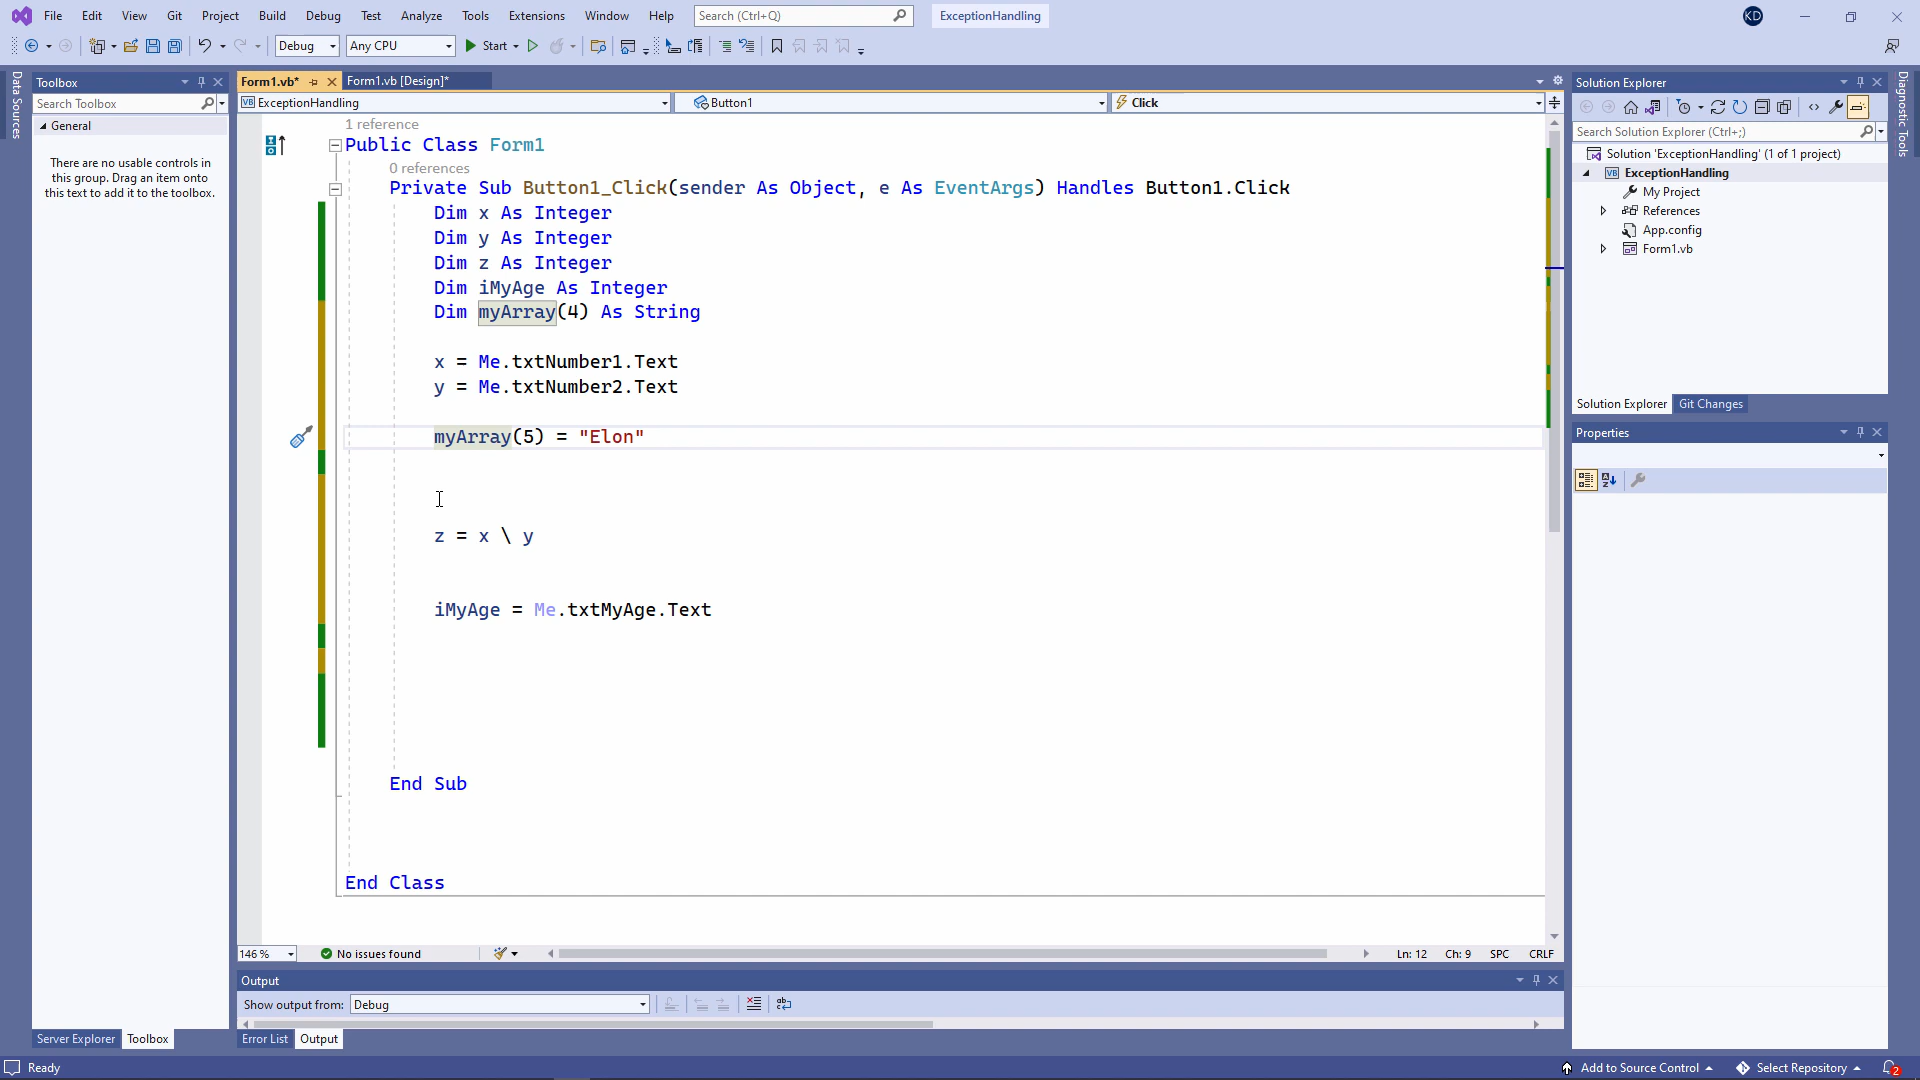 File Edit View Git Project Build Debug Test Analyze Tools Extensions Window Help Search (Ctrl+Q) ExceptionHandling KD
Debug Any CPU Start
Data Sources
Toolbox
Search Toolbox
General
There are no usable controls in
this group. Drag an item onto
this text to add it to the toolbox.
Server Explorer Toolbox
Form1.vb* Form1.vb [Design]*
VB ExceptionHandling Button1 Click
1 reference
Public Class Form1
0 references
Private Sub Button1_Click(sender As Object, e As EventArgs) Handles Button1.Click
Dim x As Integer
Dim y As Integer
Dim z As Integer
Dim iMyAge As Integer
Dim myArray(4) As String
x = Me.txtNumber1.Text
y = Me.txtNumber2.Text
myArray(5) = "Elon"
z = x \ y
iMyAge = Me.txtMyAge.Text
End Sub
End Class
146 % No issues found Ln: 12 Ch: 9 SPC CRLF
Output
Show output from: Debug
Error List Output
Solution Explorer
Search Solution Explorer (Ctrl+;)
Solution 'ExceptionHandling' (1 of 1 project)
VB ExceptionHandling
My Project
References
App.config
Form1.vb
Solution Explorer Git Changes
Properties
Diagnostic Tools
Ready Add to Source Control Select Repository 2